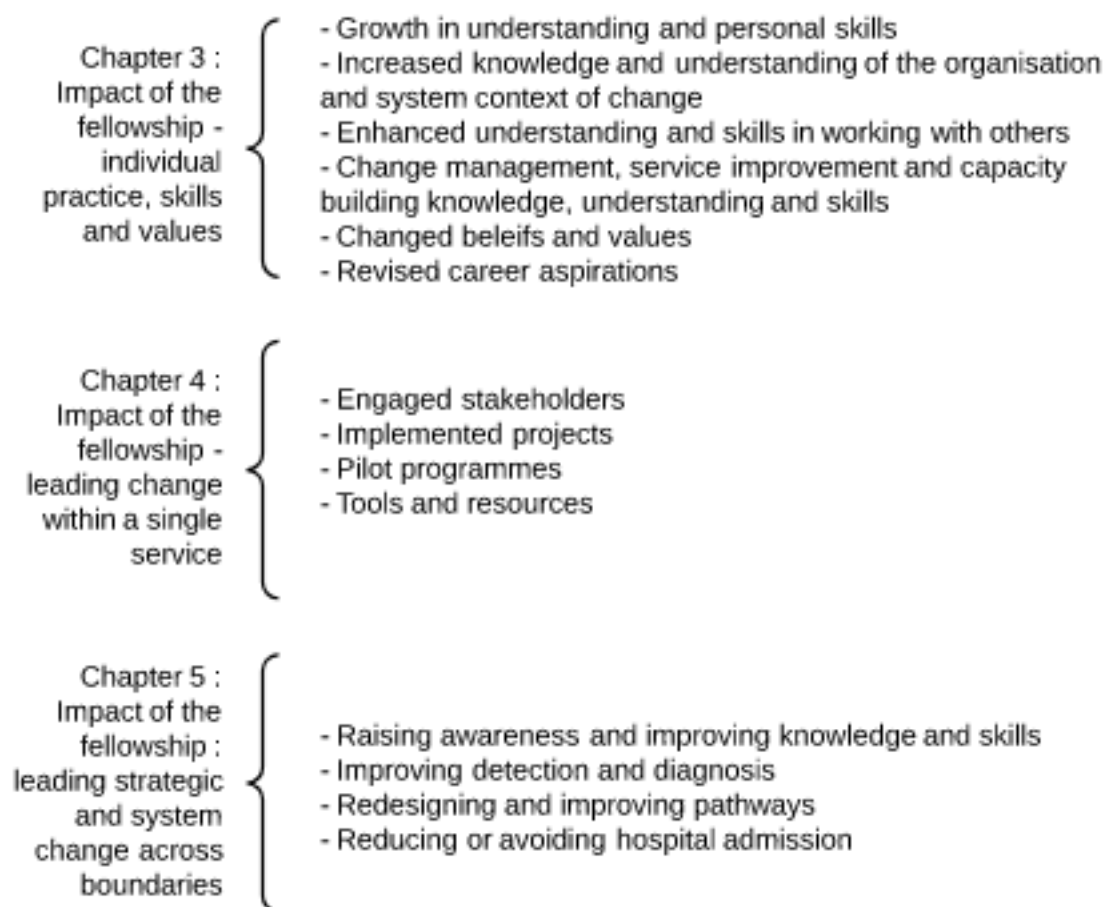 Chapter 3 :
Impact of the
fellowship -
individual
practice, skills
and values
- Growth in understanding and personal skills
- Increased knowledge and understanding of the organisation
and system context of change
- Enhanced understanding and skills in working with others
- Change management, service improvement and capacity
building knowledge, understanding and skills
- Changed beleifs and values
- Revised career aspirations
Chapter 4 :
Impact of the
fellowship -
leading change
within a single
service
- Engaged stakeholders
- Implemented projects
- Pilot programmes
- Tools and resources
Chapter 5 :
Impact of the
fellowship :
leading strategic
and system
change across
boundaries
- Raising awareness and improving knowledge and skills
- Improving detection and diagnosis
- Redesigning and improving pathways
- Reducing or avoiding hospital admission